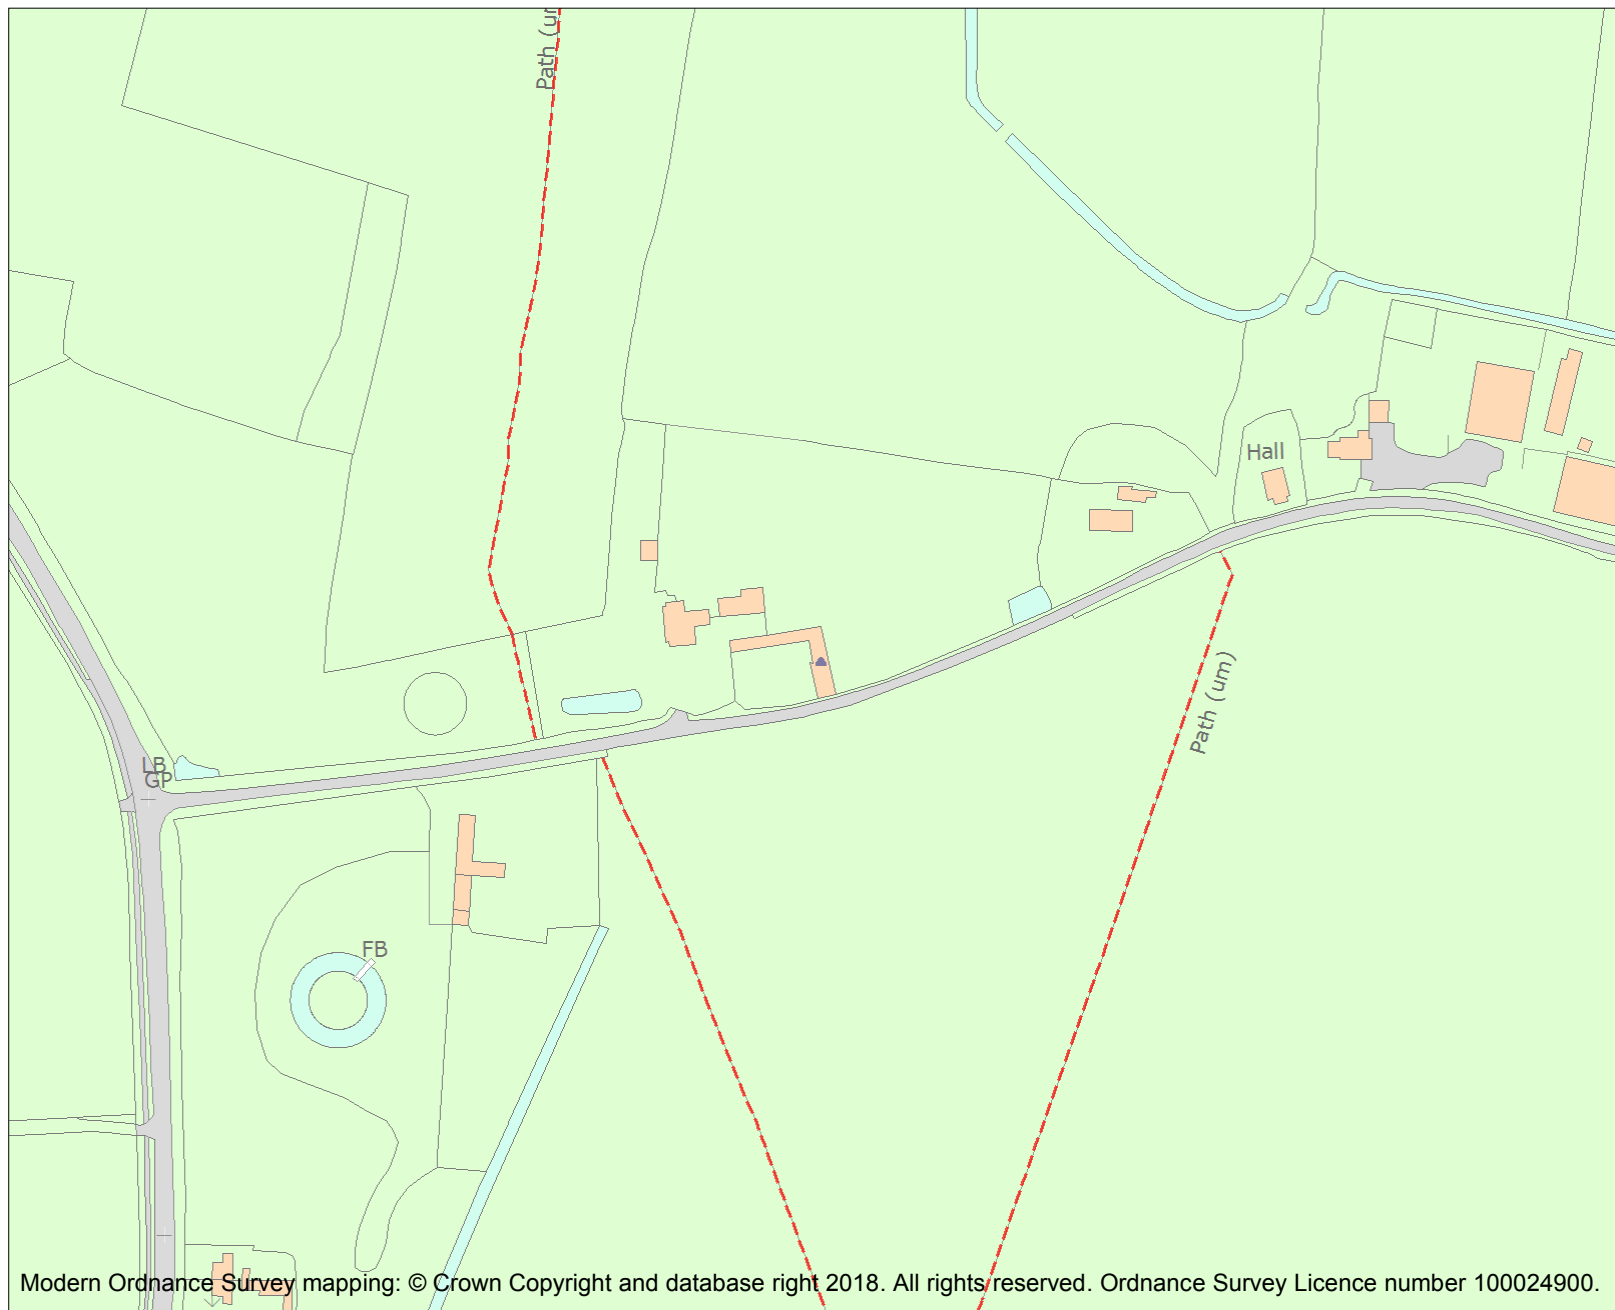 Path (um
Hall
Path (um)
LB
GP
FB
Modern Ordnance Survey mapping: © Crown Copyright and database right 2018. All rights reserved. Ordnance Survey Licence number 100024900.